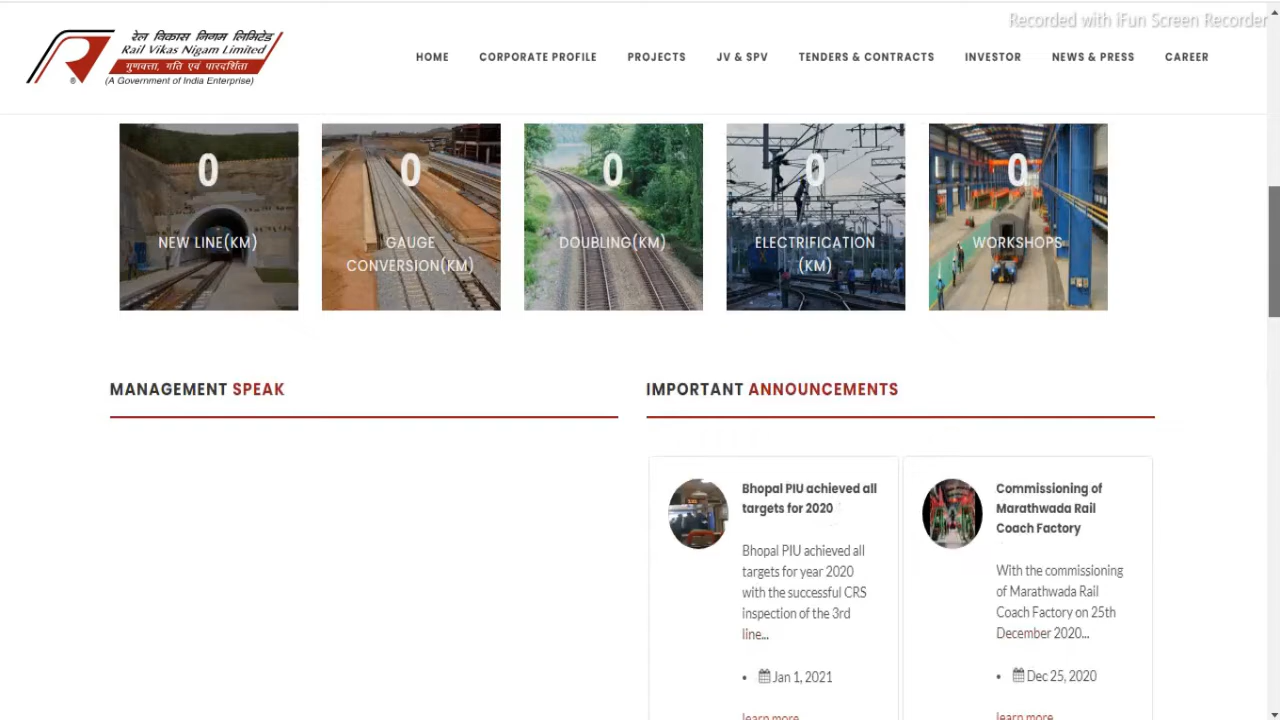 Recorded with iFun Screen Recorder
रेल विकास निगम लिमिटेड
Rail Vikas Nigam Limited
गुणवत्ता, गति एवं पारदर्शिता
® (A Government of India Enterprise)
HOME CORPORATE PROFILE PROJECTS JV & SPV TENDERS & CONTRACTS INVESTOR NEWS & PRESS CAREER
0 0 0 0 0
NEW LINE(KM) GAUGE DOUBLING(KM) ELECTRIFICATION WORKSHOPS
CONVERSION(KM) (KM)
MANAGEMENT SPEAK
IMPORTANT ANNOUNCEMENTS
Bhopal PIU achieved all
targets for 2020
Bhopal PIU achieved all
targets for year 2020
with the successful CRS
inspection of the 3rd
line...
• Jan 1, 2021
learn more
Commissioning of
Marathwada Rail
Coach Factory
With the commissioning
of Marathwada Rail
Coach Factory on 25th
December 2020...
• Dec 25, 2020
learn more